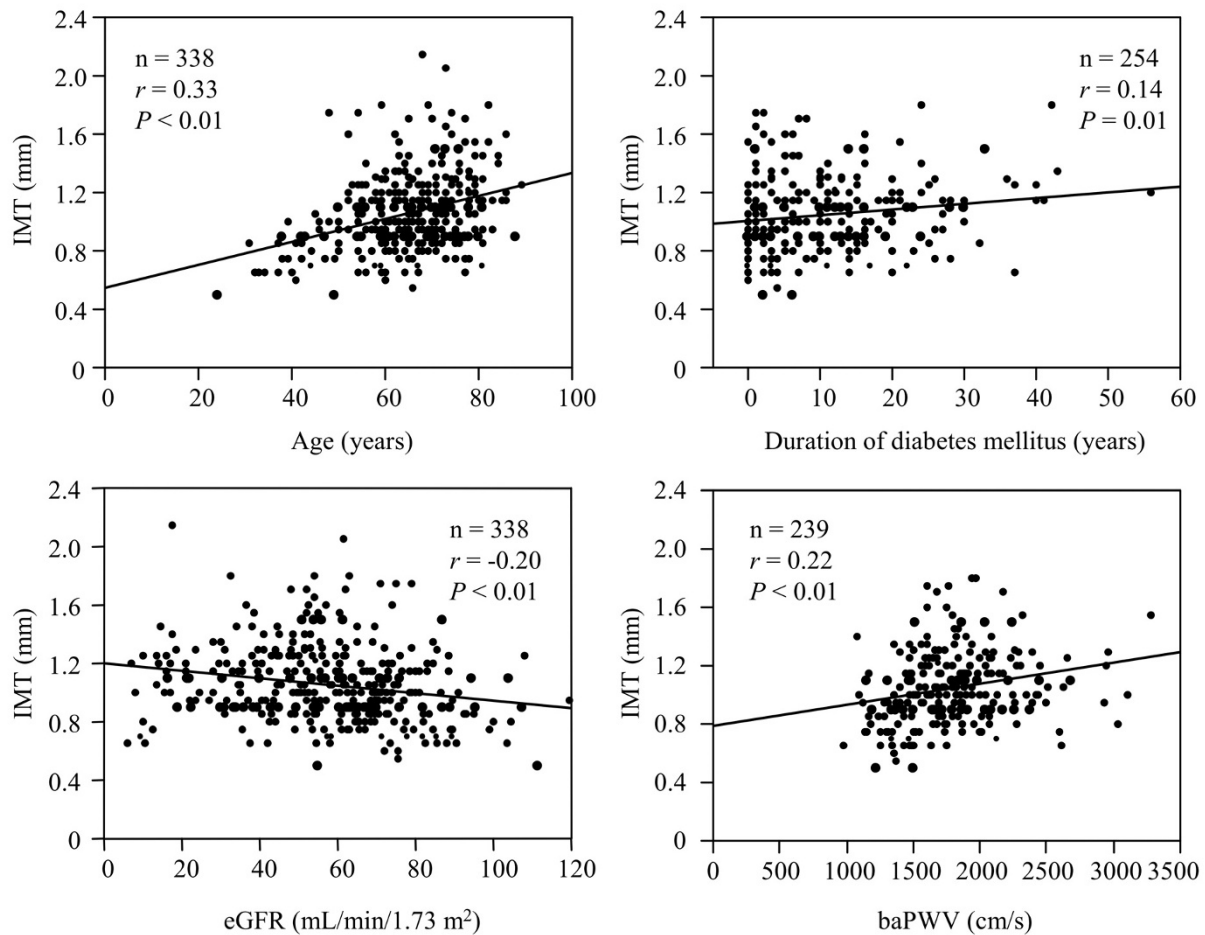 2.4
2.0
1.6
1.2
0.8
0.4
0
IMT (mm)
n = 338
r = 0.33
P < 0.01
0 20 40 60 80 100
Age (years)
2.4
2.0
1.6
1.2
0.8
0.4
0
IMT (mm)
n = 254
r = 0.14
P = 0.01
0 10 20 30 40 50 60
Duration of diabetes mellitus (years)
2.4
2.0
1.6
1.2
0.8
0.4
0
IMT (mm)
n = 338
r = -0.20
P < 0.01
0 20 40 60 80 100 120
eGFR (mL/min/1.73 m²)
2.4
2.0
1.6
1.2
0.8
0.4
0
IMT (mm)
n = 239
r = 0.22
P < 0.01
0 500 1000 1500 2000 2500 3000 3500
baPWV (cm/s)